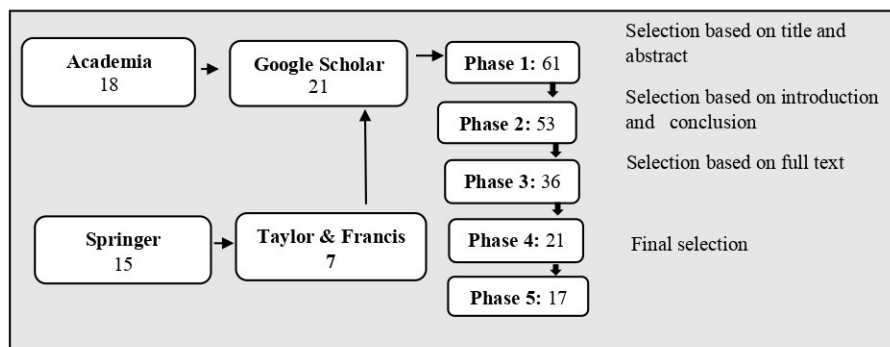 Academia
18
Google Scholar
21
Springer
15
Taylor & Francis
7
Phase 1: 61
Phase 2: 53
Phase 3: 36
Phase 4: 21
Phase 5: 17
Selection based on title and
abstract
Selection based on introduction
and conclusion
Selection based on full text
Final selection